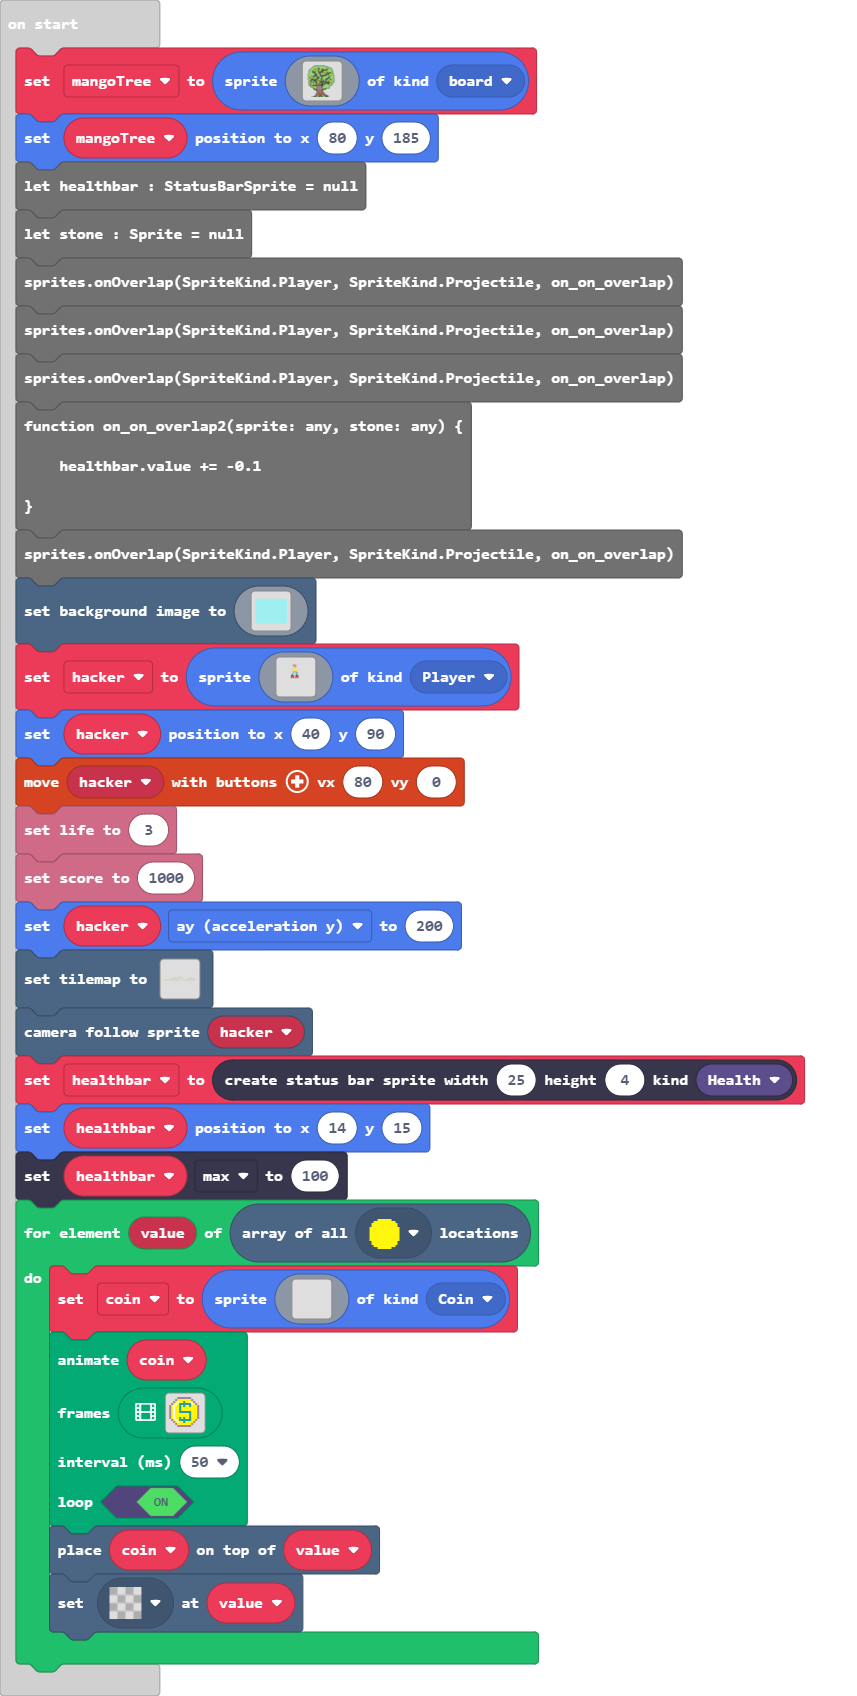 on start
set mangoTree to sprite of kind board
set mangoTree position to x 80 y 185
let healthbar : StatusBarSprite = null
let stone : Sprite = null
sprites.onOverlap(SpriteKind.Player, SpriteKind.Projectile, on_on_overlap)
sprites.onOverlap(SpriteKind.Player, SpriteKind.Projectile, on_on_overlap)
sprites.onOverlap(SpriteKind.Player, SpriteKind.Projectile, on_on_overlap)
function on_on_overlap2(sprite: any, stone: any) {
healthbar.value += -0.1
}
sprites.onOverlap(SpriteKind.Player, SpriteKind.Projectile, on_on_overlap)
set background image to
set hacker to sprite of kind Player
set hacker position to x 40 y 90
move hacker with buttons vx 80 vy 0
set life to 3
set score to 1000
set hacker ay (acceleration y) to 200
set tilemap to
camera follow sprite hacker
set healthbar to create status bar sprite width 25 height 4 kind Health
set healthbar position to x 14 y 15
set healthbar max to 100
for element value of array of all locations
do
set coin to sprite of kind Coin
animate coin
frames
interval (ms) 50
loop ON
place coin on top of value
set at value